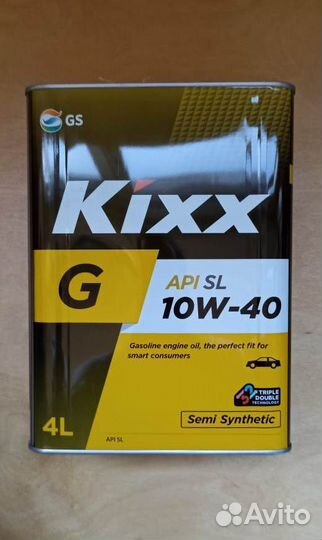 GS
Kixx
G
API SL
10W-40
Gasoline engine oil, the perfect fit for
smart consumers
TRIPLE
DOUBLE
TECHNOLOGY
Semi Synthetic
4L
API SL
Avito